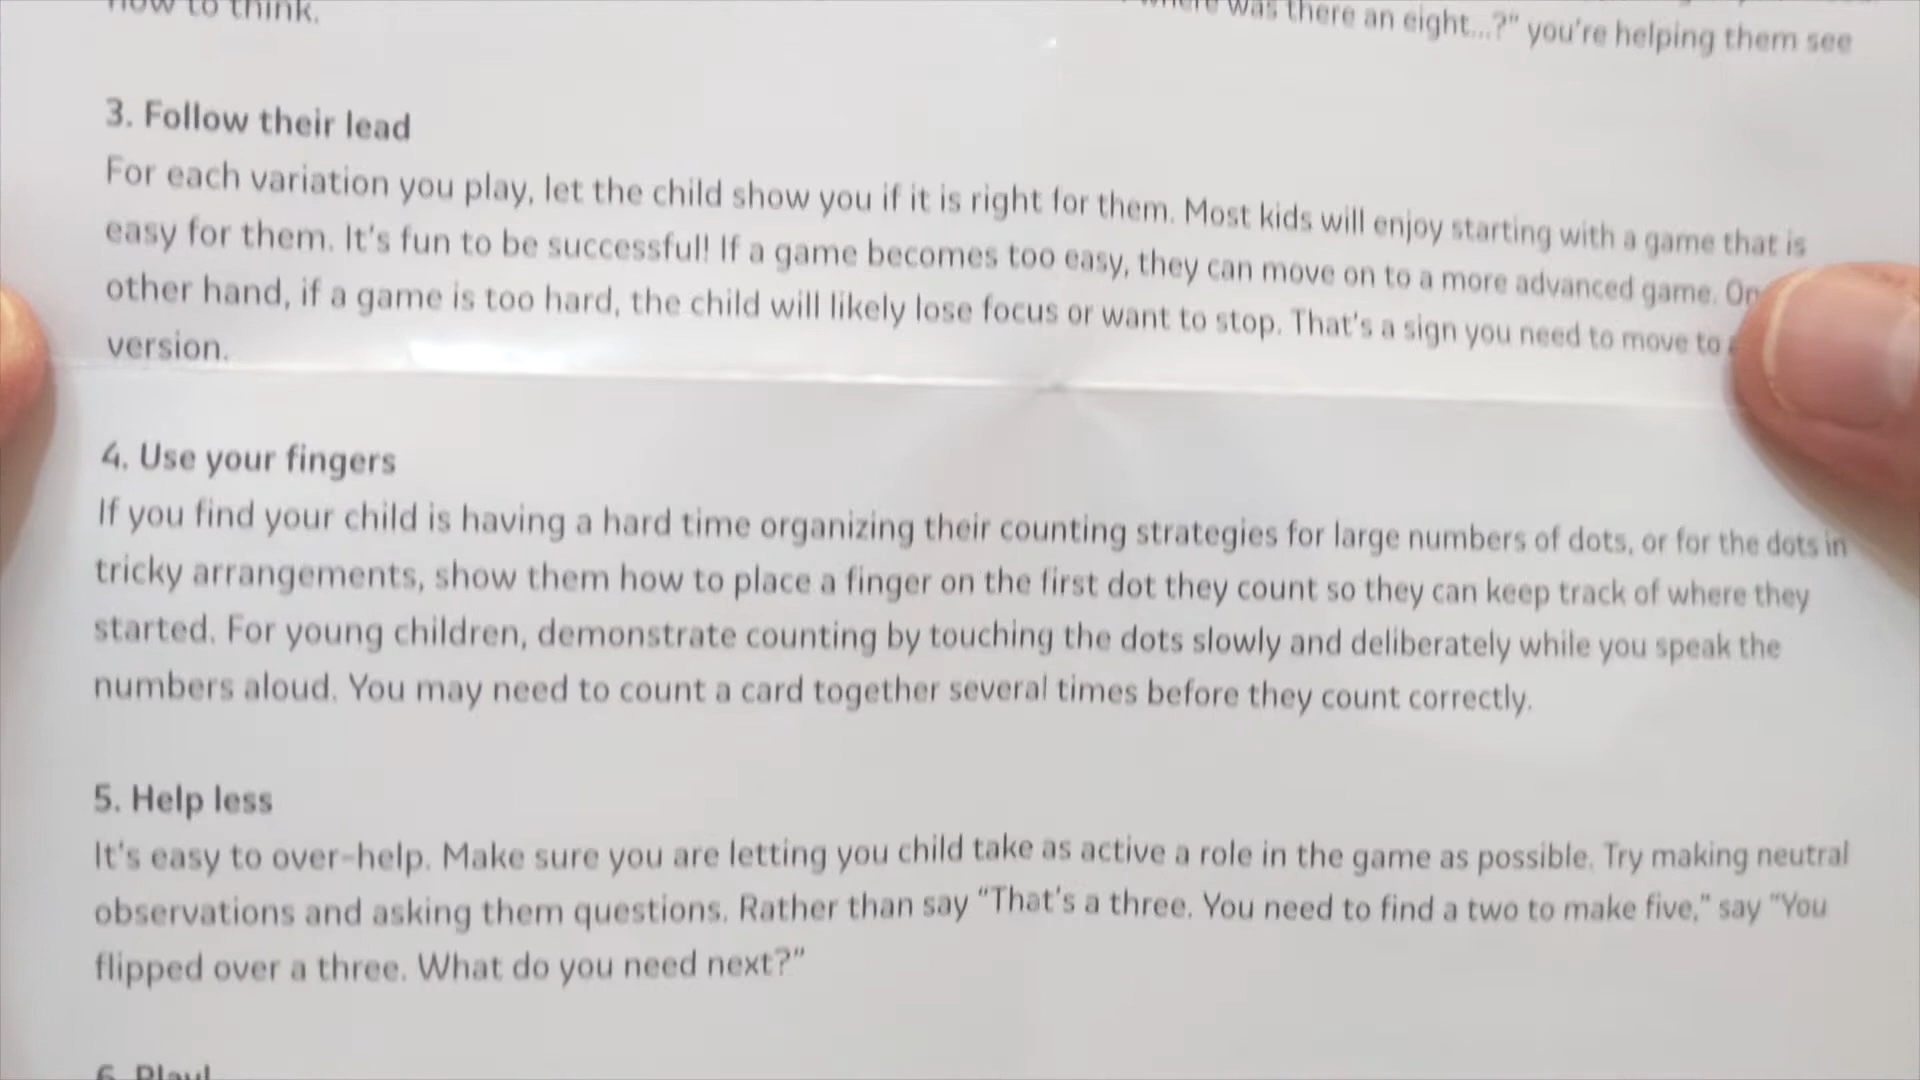 how to think.
was there an eight...?" you're helping them see
3. Follow their lead
For each variation you play, let the child show you if it is right for them. Most kids will enjoy starting with a game that is
easy for them. It's fun to be successful! If a game becomes too easy, they can move on to a more advanced game. On
other hand, if a game is too hard, the child will likely lose focus or want to stop. That's a sign you need to move to
version.
4. Use your fingers
If you find your child is having a hard time organizing their counting strategies for large numbers of dots, or for the dots in
tricky arrangements, show them how to place a finger on the first dot they count so they can keep track of where they
started. For young children, demonstrate counting by touching the dots slowly and deliberately while you speak the
numbers aloud. You may need to count a card together several times before they count correctly.
5. Help less
It's easy to over-help. Make sure you are letting you child take as active a role in the game as possible. Try making neutral
observations and asking them questions. Rather than say "That's a three. You need to find a two to make five," say "You
flipped over a three. What do you need next?"
6. Play!